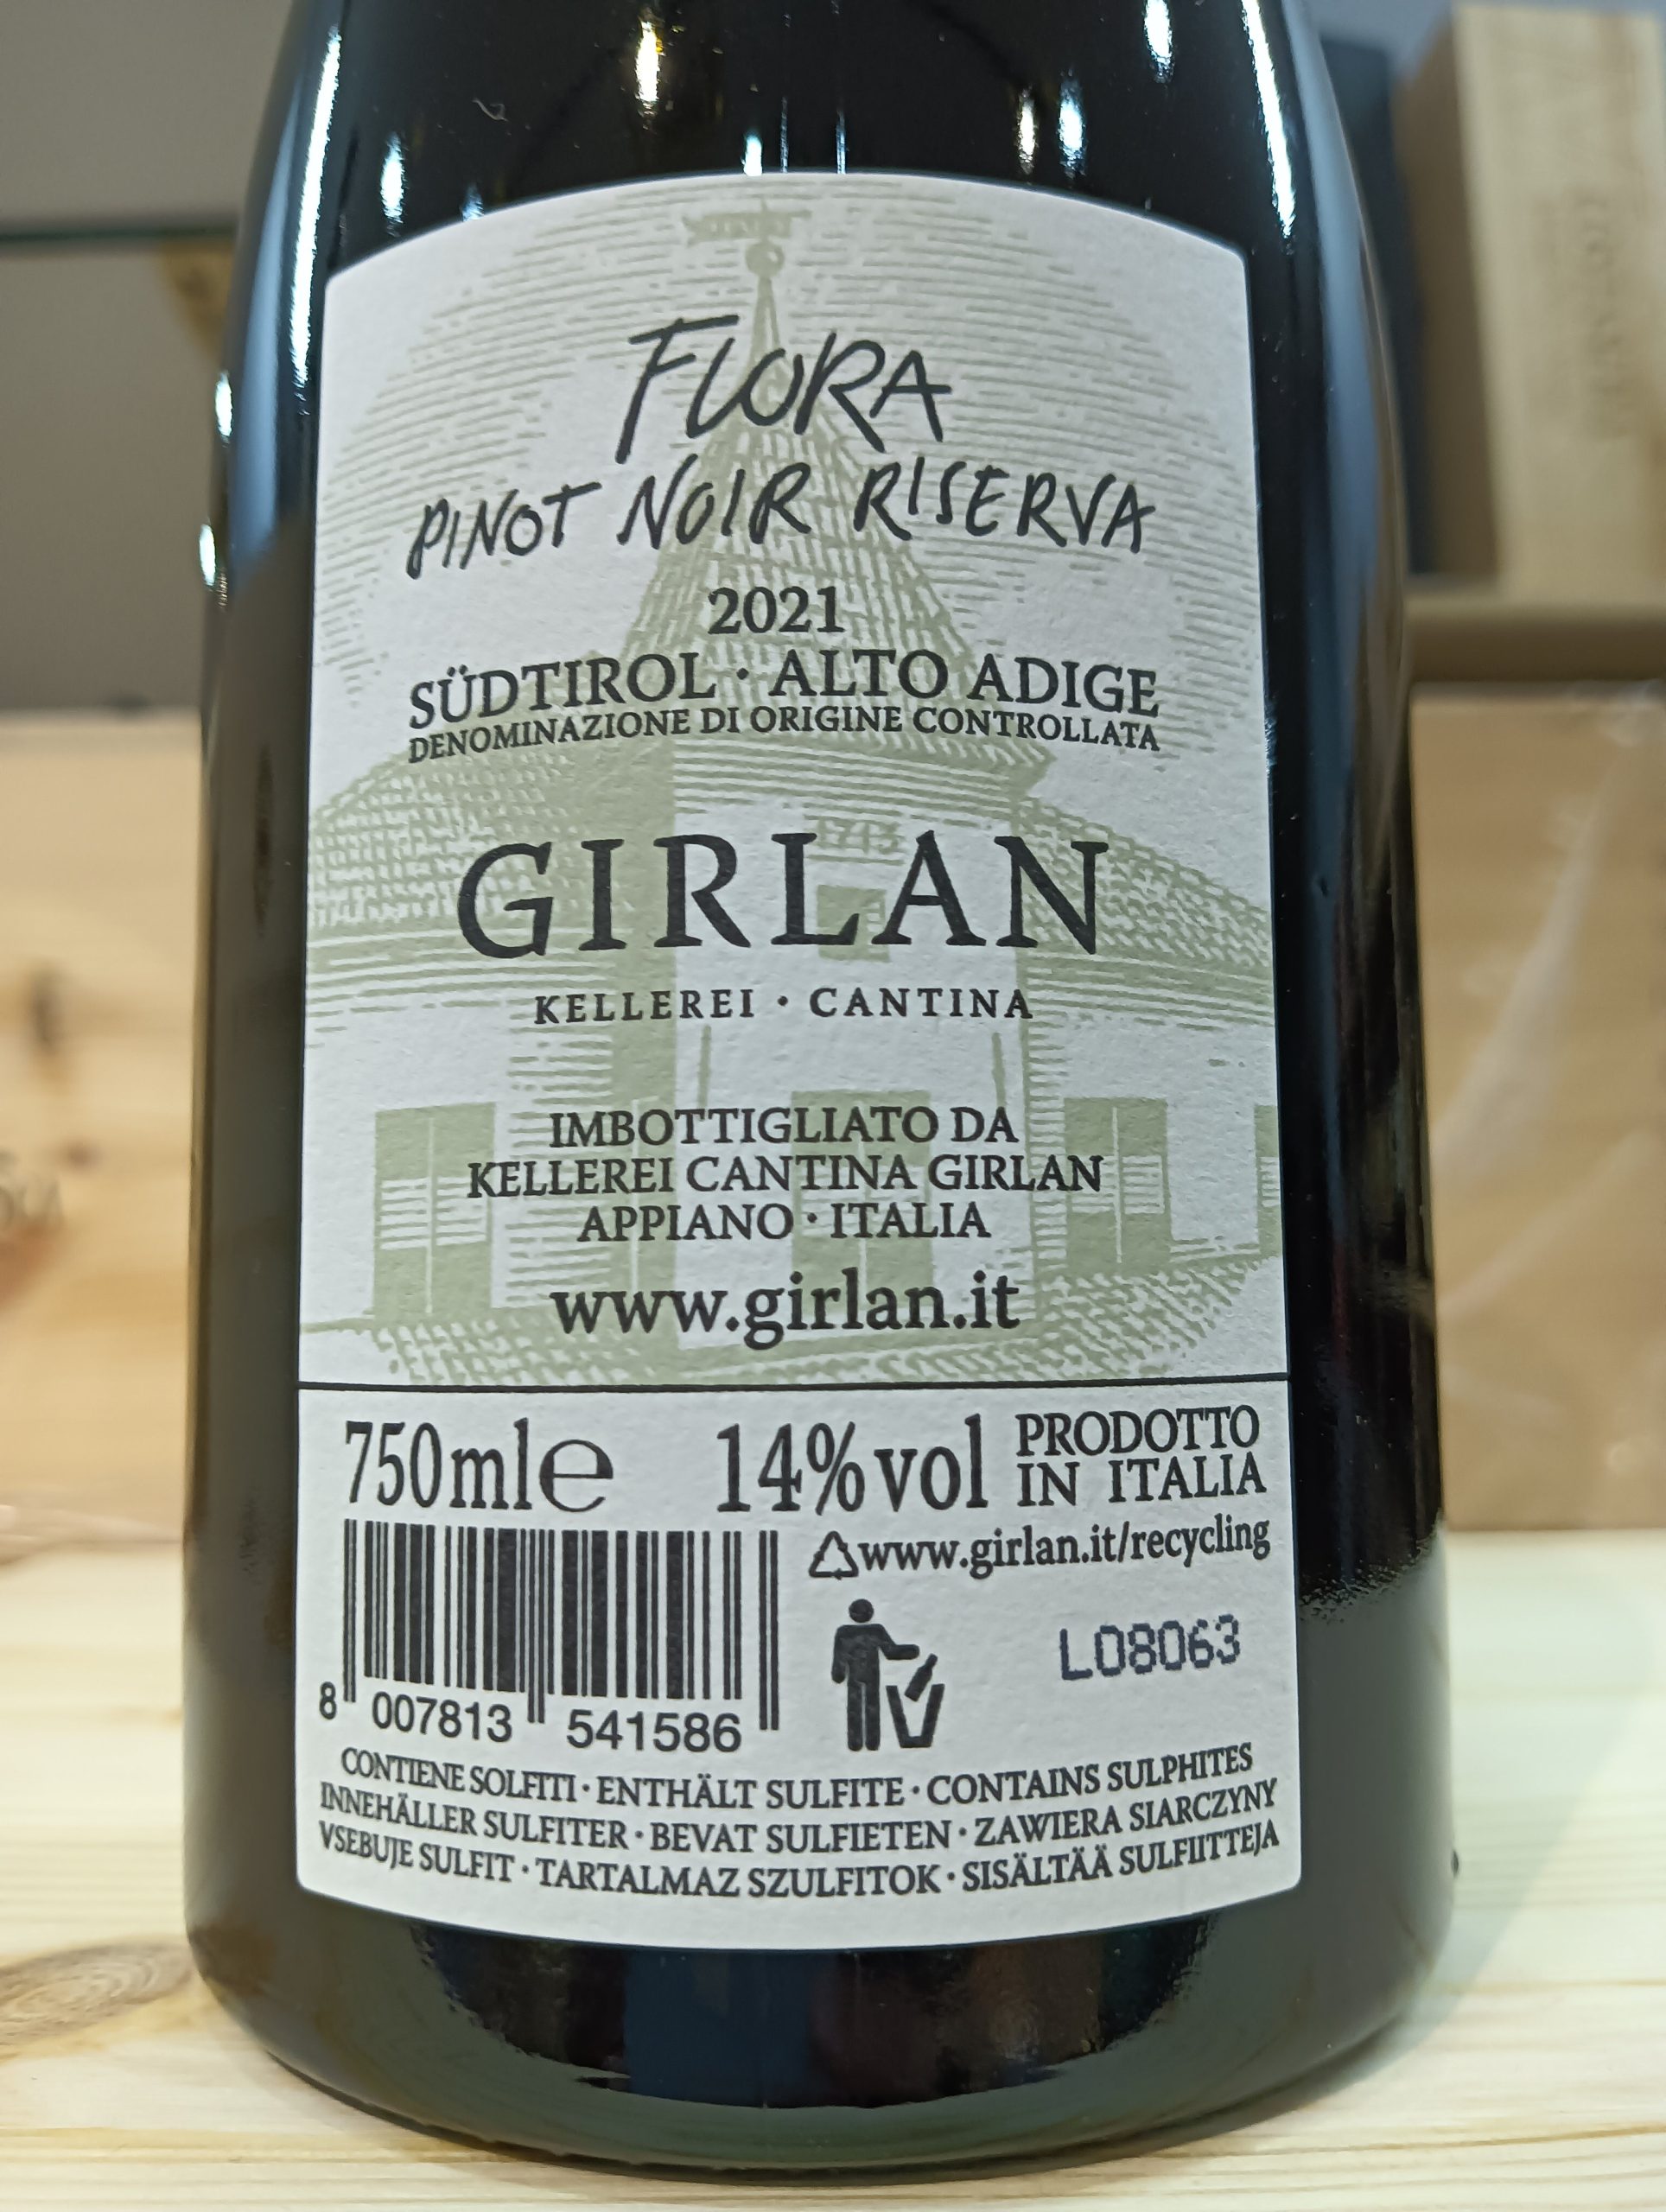 FLORA
PINOT NOIR RISERVA
2021
SÜDTIROL · ALTO ADIGE
DENOMINAZIONE DI ORIGINE CONTROLLATA
1713
GIRLAN
KELLEREI · CANTINA
IMBOTTIGLIATO DA
KELLEREI CANTINA GIRLAN
APPIANO · ITALIA
www.girlan.it
750ml e 14% vol PRODOTTO
IN ITALIA
www.girlan.it/recycling
L08063
8 007813 541586
CONTIENE SOLFITI · ENTHÄLT SULFITE · CONTAINS SULPHITES
INNEHÄLLER SULFITER · BEVAT SULFIETEN · ZAWIERA SIARCZYNY
VSEBUJE SULFIT · TARTALMAZ SZULFITOK · SISÄLTÄÄ SULFIITTEJA